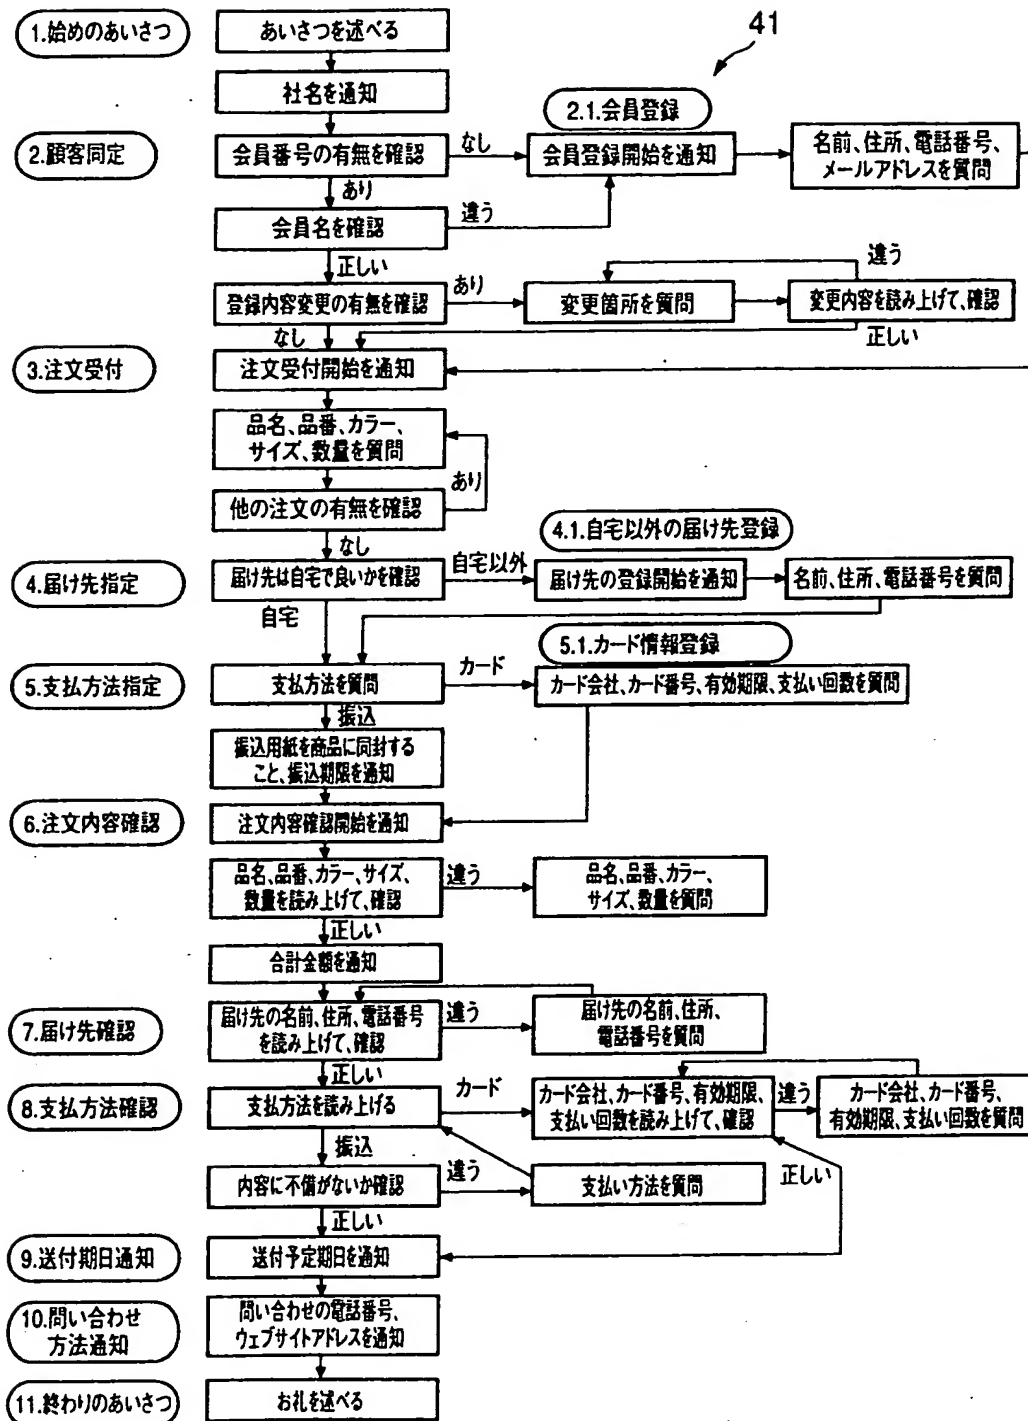 41
1.始めのあいさつ
あいさつを述べる
社名を通知
2.1.会員登録
2.顧客同定
会員番号の有無を確認
なし
会員登録開始を通知
名前、住所、電話番号、
メールアドレスを質問
あり
会員名を確認
違う
正しい
登録内容変更の有無を確認
あり
変更箇所を質問
違う
変更内容を読み上げて、確認
なし
正しい
3.注文受付
注文受付開始を通知
品名、品番、カラー、
サイズ、数量を質問
あり
他の注文の有無を確認
なし
4.1.自宅以外の届け先登録
4.届け先指定
届け先は自宅で良いかを確認
自宅以外
届け先の登録開始を通知
名前、住所、電話番号を質問
自宅
5.1.カード情報登録
5.支払方法指定
支払方法を質問
カード
カード会社、カード番号、有効期限、支払い回数を質問
振込
振込用紙を商品に同封する
こと、振込期限を通知
6.注文内容確認
注文内容確認開始を通知
品名、品番、カラー、サイズ、
数量を読み上げて、確認
違う
品名、品番、カラー、
サイズ、数量を質問
正しい
合計金額を通知
7.届け先確認
届け先の名前、住所、電話番号
を読み上げて、確認
違う
届け先の名前、住所、
電話番号を質問
正しい
8.支払方法確認
支払方法を読み上げる
カード
カード会社、カード番号、有効期限、
支払い回数を読み上げて、確認
違う
カード会社、カード番号、
有効期限、支払い回数を質問
振込
内容に不備がないか確認
違う
支払い方法を質問
正しい
正しい
9.送付期日通知
送付予定期日を通知
10.問い合わせ
方法通知
問い合わせの電話番号、
ウェブサイトアドレスを通知
11.終わりのあいさつ
お礼を述べる